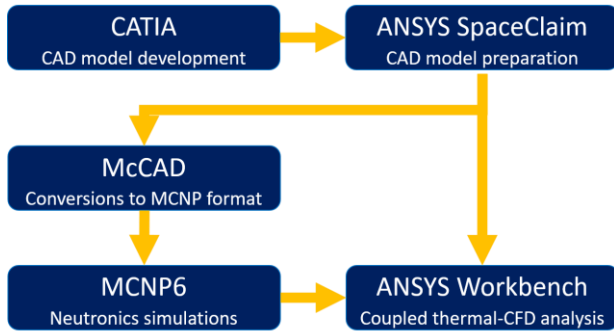 CATIA
CAD model development
ANSYS SpaceClaim
CAD model preparation
McCAD
Conversions to MCNP format
MCNP6
Neutronics simulations
ANSYS Workbench
Coupled thermal-CFD analysis